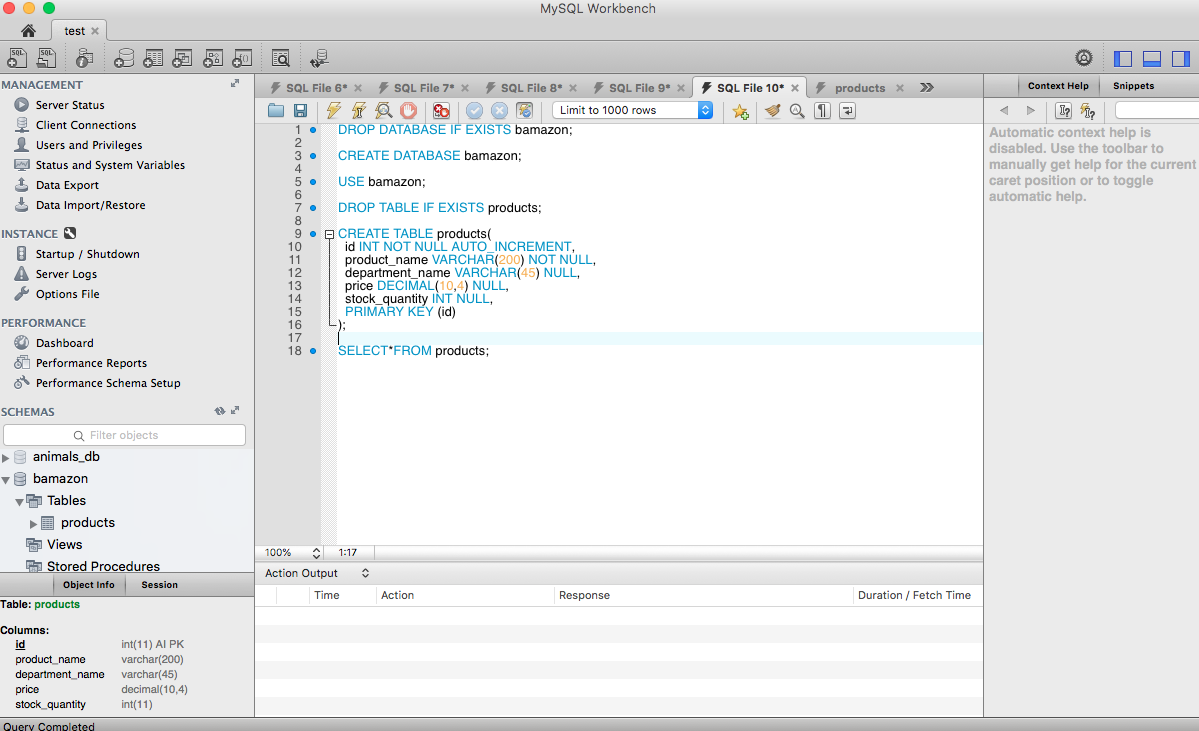 MySQL Workbench
test
SQL File 6* SQL File 7* SQL File 8* SQL File 9* SQL File 10* products
Limit to 1000 rows
MANAGEMENT
Server Status
Client Connections
Users and Privileges
Status and System Variables
Data Export
Data Import/Restore
INSTANCE
Startup / Shutdown
Server Logs
Options File
PERFORMANCE
Dashboard
Performance Reports
Performance Schema Setup
SCHEMAS
Filter objects
animals_db
bamazon
Tables
products
Views
Stored Procedures
Object Info Session
Table: products
Columns:
id int(11) AI PK
product_name varchar(200)
department_name varchar(45)
price decimal(10,4)
stock_quantity int(11)
Query Completed
1 DROP DATABASE IF EXISTS bamazon;
2
3 CREATE DATABASE bamazon;
4
5 USE bamazon;
6
7 DROP TABLE IF EXISTS products;
8
9 CREATE TABLE products(
10 id INT NOT NULL AUTO_INCREMENT,
11 product_name VARCHAR(200) NOT NULL,
12 department_name VARCHAR(45) NULL,
13 price DECIMAL(10,4) NULL,
14 stock_quantity INT NULL,
15 PRIMARY KEY (id)
16 );
17
18 SELECT*FROM products;
100% 1:17
Action Output
Time Action Response Duration / Fetch Time
Context Help Snippets
Automatic context help is
disabled. Use the toolbar to
manually get help for the current
caret position or to toggle
automatic help.